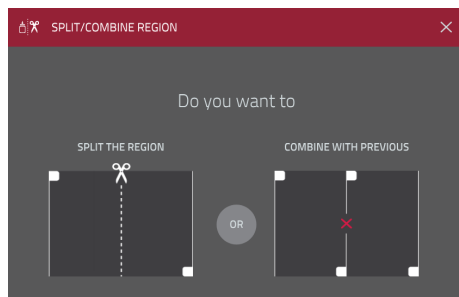 SPLIT/COMBINE REGION
Do you want to
SPLIT THE REGION
COMBINE WITH PREVIOUS
OR